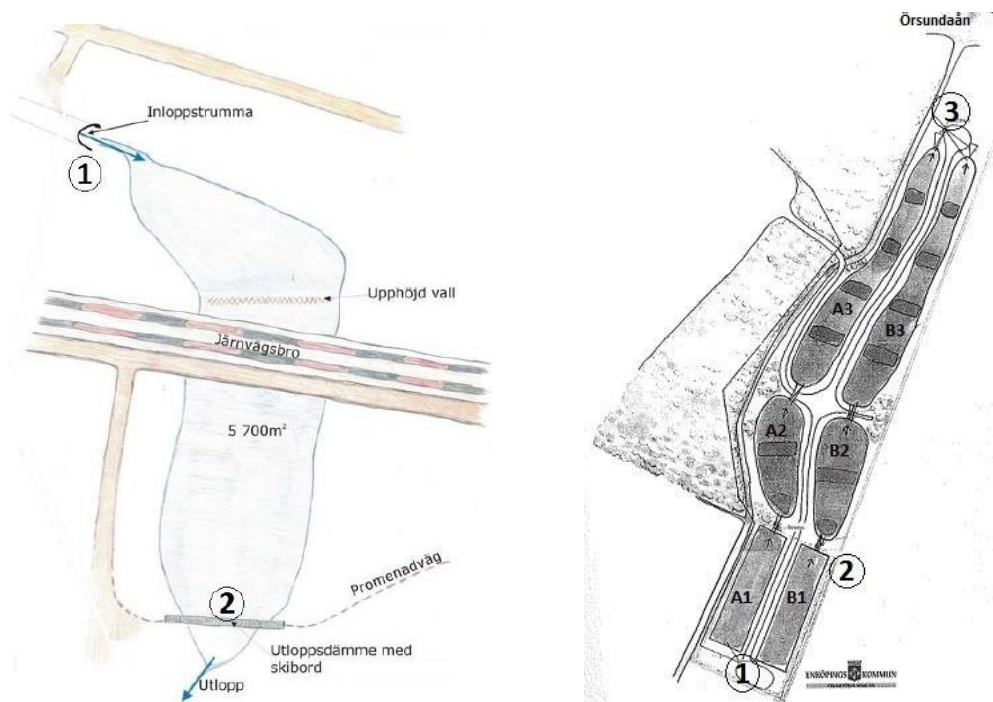 Inloppstrumma
1
Upphöjd vall
Järnvägsbro
5 700m²
Promenadväg
2
Utloppsdämme med
skibord
Utlopp
Örsundaån
3
A3
B3
A2
B2
2
A1
B1
1
ENKÖPINGS KOMMUN